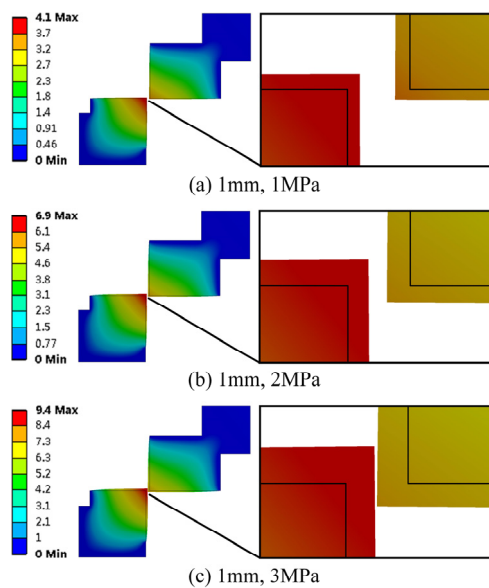 4.1 Max
3.7
3.2
2.7
2.3
1.8
1.4
0.91
0.46
0 Min
(a) 1mm, 1MPa
6.9 Max
6.1
5.4
4.6
3.8
3.1
2.3
1.5
0.77
0 Min
(b) 1mm, 2MPa
9.4 Max
8.4
7.3
6.3
5.2
4.2
3.1
2.1
1
0 Min
(c) 1mm, 3MPa